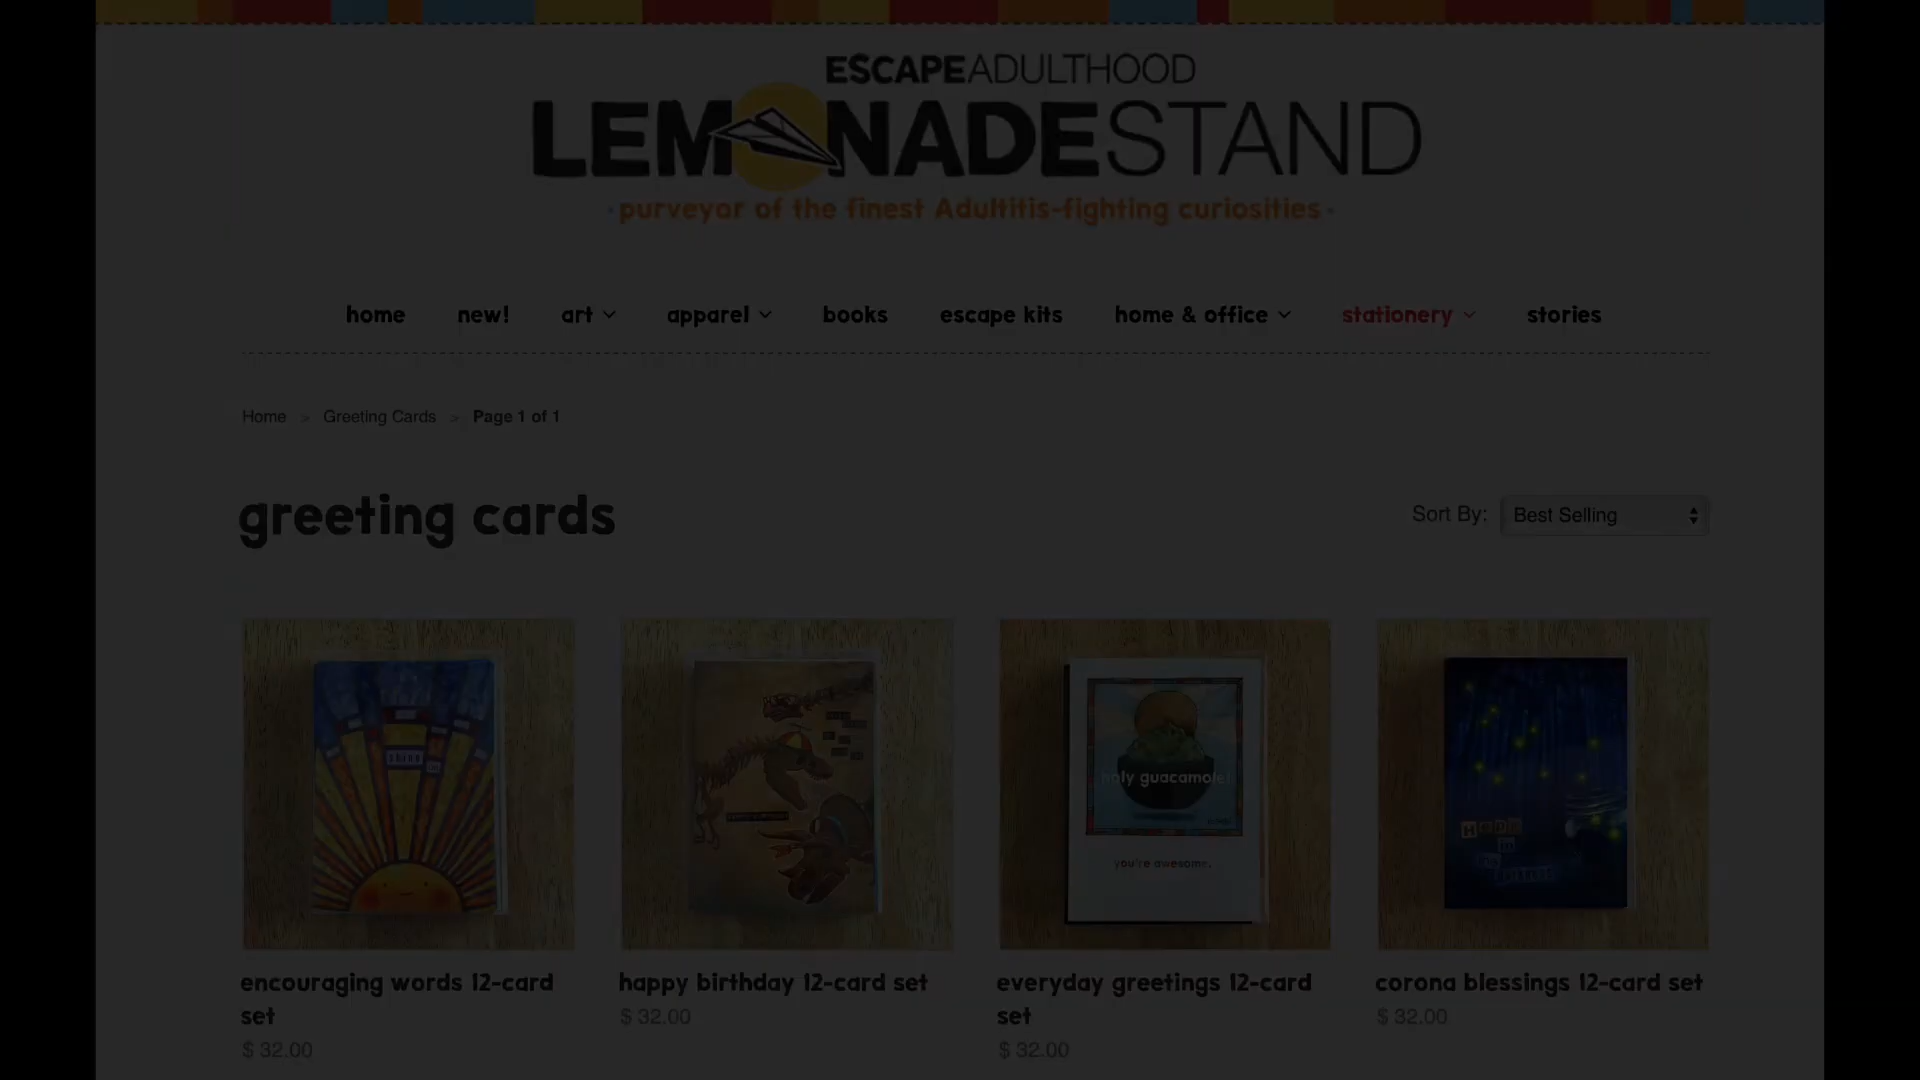 ESCAPEADULTHOOD
LEMONADESTAND
· purveyor of the finest Adultitis-fighting curiosities ·
home new! art apparel books escape kits home & office stationery stories
Home > Greeting Cards > Page 1 of 1
greeting cards
Sort By: Best Selling
holy guacamole!
you're awesome.
encouraging words 12-card set
$ 32.00
happy birthday 12-card set
$ 32.00
everyday greetings 12-card set
$ 32.00
corona blessings 12-card set
$ 32.00